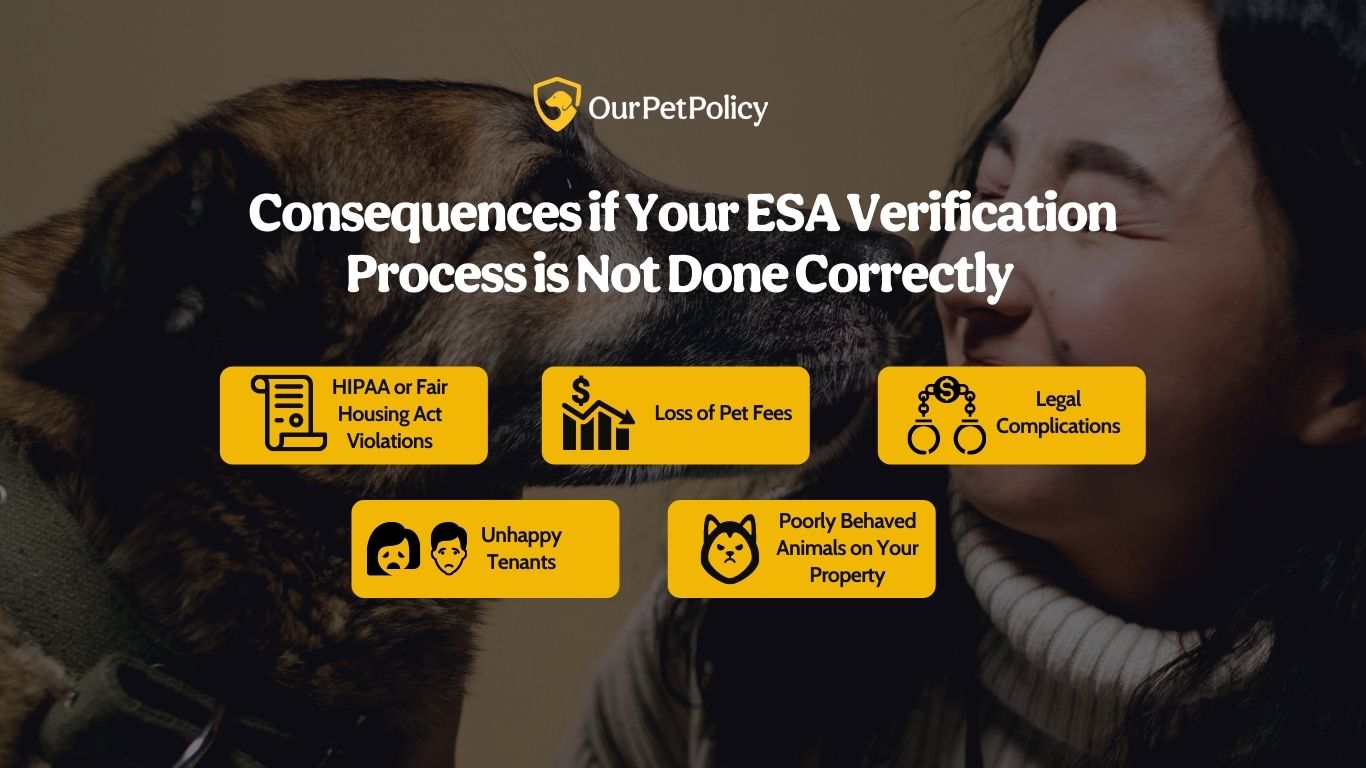 OurPetPolicy
Consequences if Your ESA Verification
Process is Not Done Correctly
HIPAA or Fair
Housing Act
Violations
$
Loss of Pet Fees
$
Legal
Complications
Unhappy
Tenants
Poorly Behaved
Animals on Your
Property